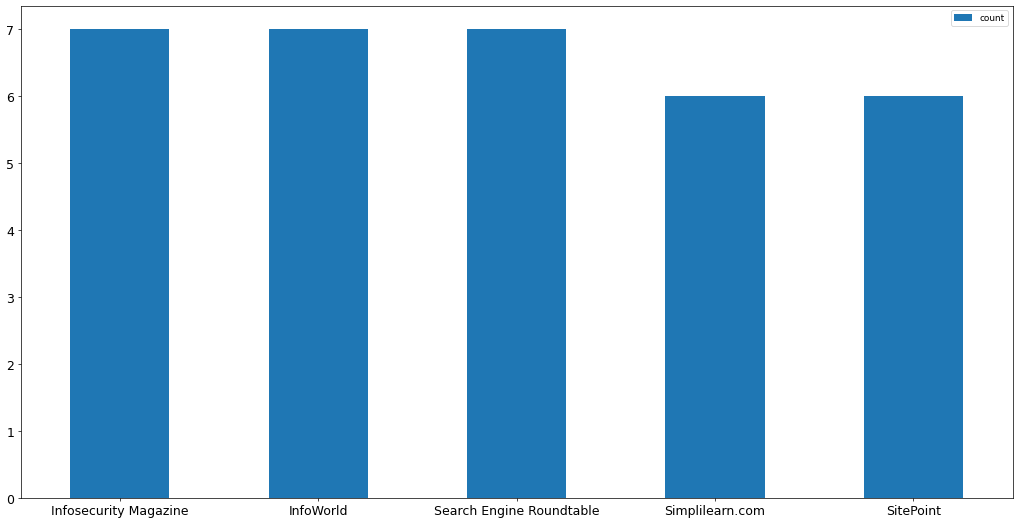 count
7
6
5
4
3
2
1
0
Infosecurity Magazine
InfoWorld
Search Engine Roundtable
Simplilearn.com
SitePoint